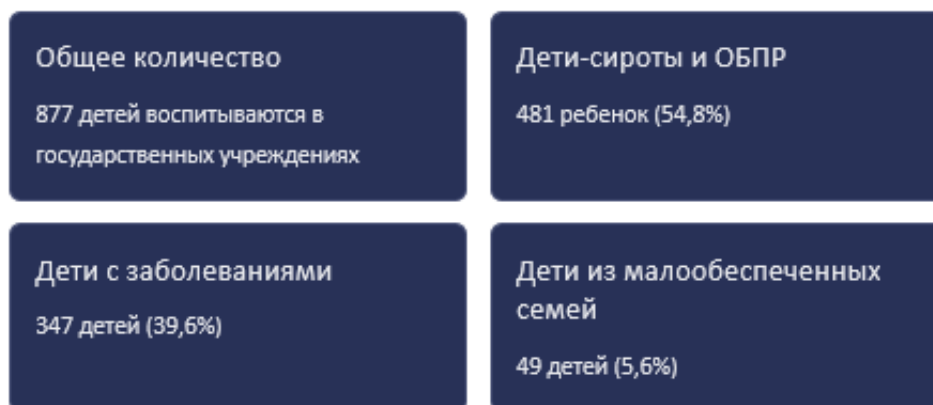 Общее количество
877 детей воспитываются в
государственных учреждениях
Дети-сироты и ОБПР
481 ребенок (54,8%)
Дети с заболеваниями
347 детей (39,6%)
Дети из малообеспеченных
семей
49 детей (5,6%)